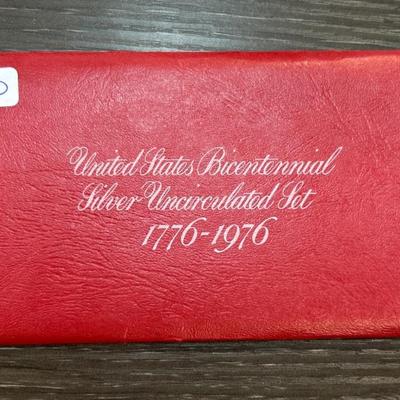 United States Bicentennial
Silver Uncirculated Set
1776-1976